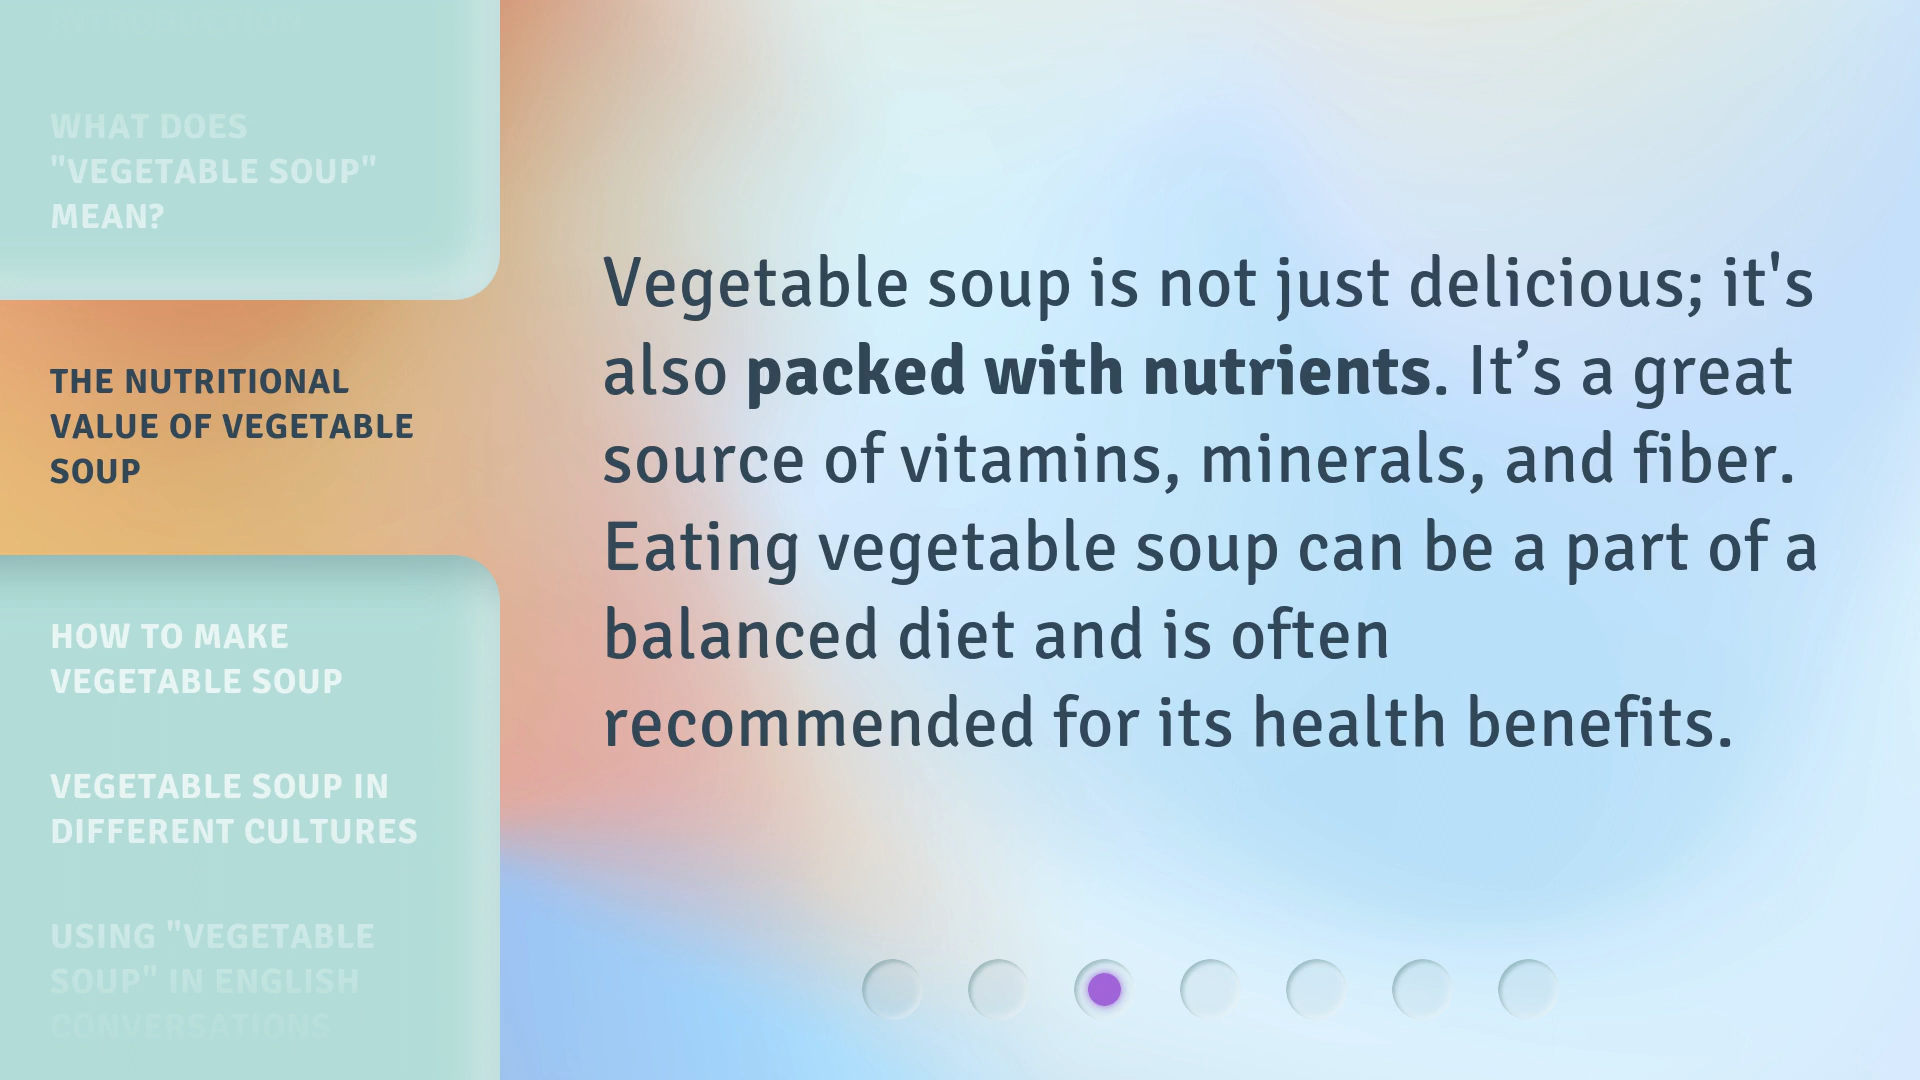 INTRODUCTION
WHAT DOES
"VEGETABLE SOUP"
MEAN?
THE NUTRITIONAL
VALUE OF VEGETABLE
SOUP
HOW TO MAKE
VEGETABLE SOUP
VEGETABLE SOUP IN
DIFFERENT CULTURES
USING "VEGETABLE
SOUP" IN ENGLISH
CONVERSATIONS
Vegetable soup is not just delicious; it's
also packed with nutrients. It’s a great
source of vitamins, minerals, and fiber.
Eating vegetable soup can be a part of a
balanced diet and is often
recommended for its health benefits.